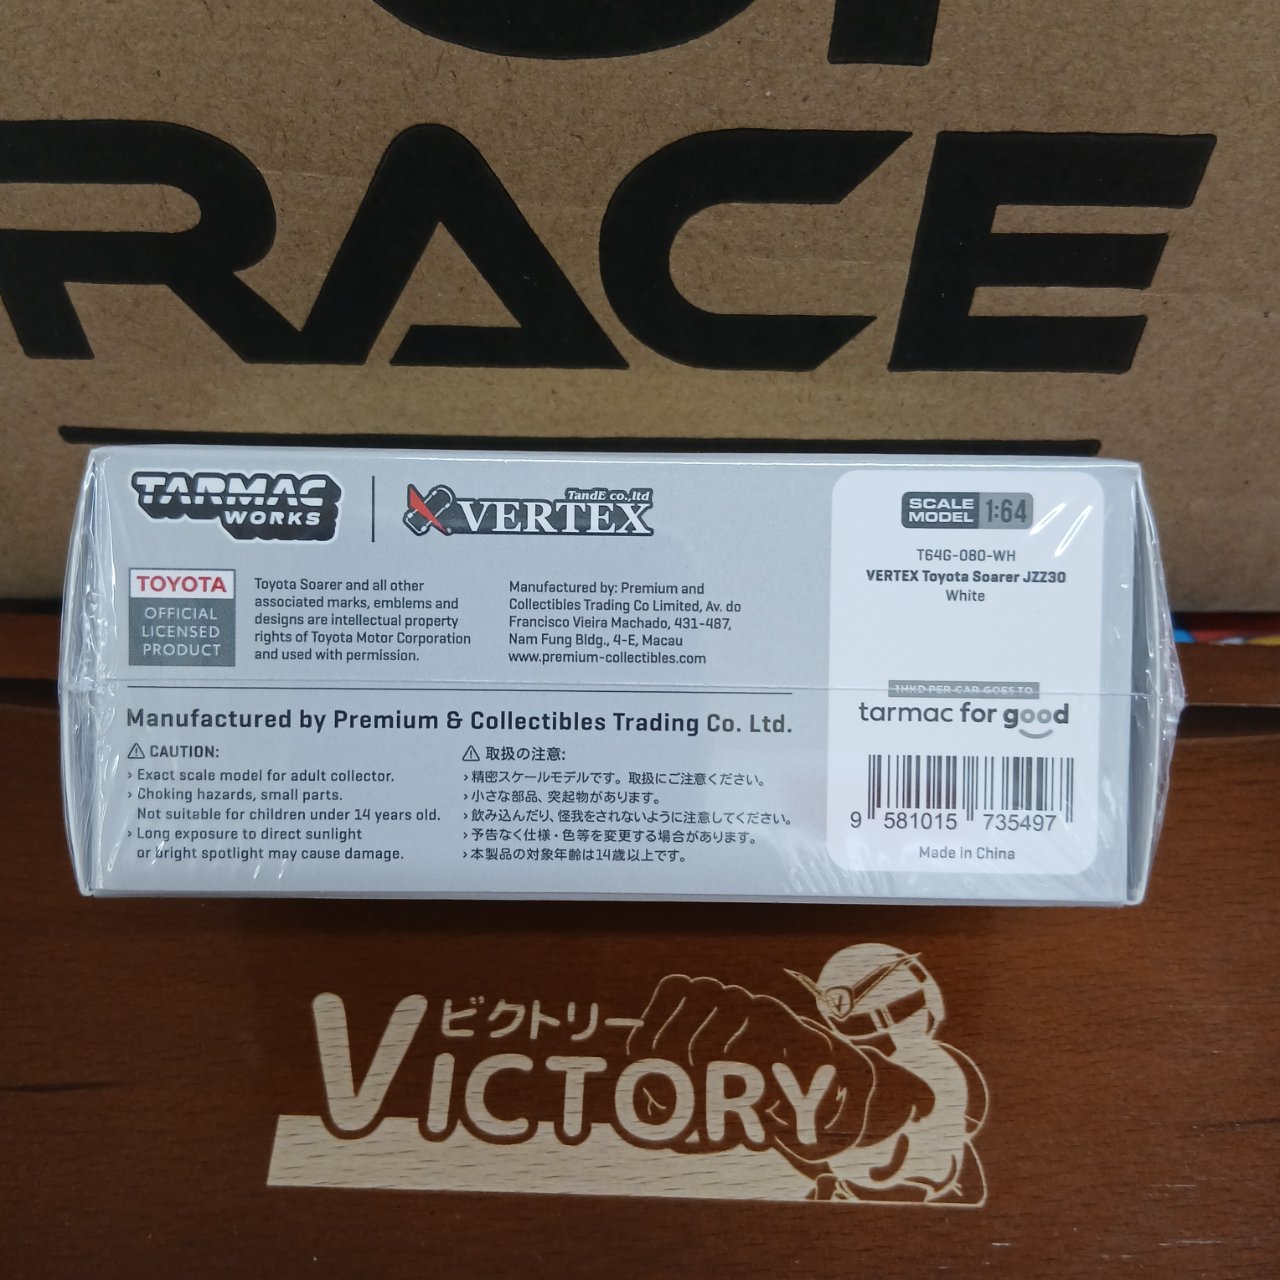 RACE
TARMAC
WORKS
TandE co.,ltd
VERTEX
TOYOTA
OFFICIAL
LICENSED
PRODUCT
Toyota Soarer and all other
associated marks, emblems and
designs are intellectual property
rights of Toyota Motor Corporation
and used with permission.
Manufactured by: Premium and
Collectibles Trading Co Limited, Av. do
Francisco Vieira Machado, 431-487,
Nam Fung Bldg., 4-E, Macau
www.premium-collectibles.com
Manufactured by Premium & Collectibles Trading Co. Ltd.
CAUTION:
› Exact scale model for adult collector.
› Choking hazards, small parts.
Not suitable for children under 14 years old.
› Long exposure to direct sunlight
or bright spotlight may cause damage.
取扱の注意:
›精密スケールモデルです。取扱にご注意ください。
›小さな部品、突起物があります。
›飲み込んだり、怪我をされないように注意してください。
›予告なく仕様・色等を変更する場合があります。
›本製品の対象年齢は14歳以上です。
SCALE
MODEL 1:64
T64G-080-WH
VERTEX Toyota Soarer JZZ30
White
1HKD PER CAR GOES TO
tarmac for good
9 581015 735497
Made in China
ビクトリー
VICTORY